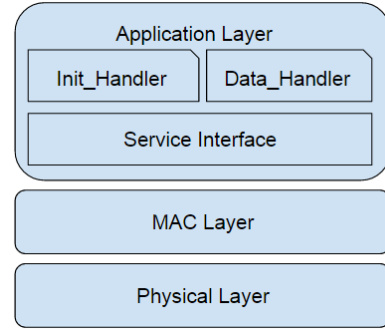 Application Layer
Init_Handler
Data_Handler
Service Interface
MAC Layer
Physical Layer